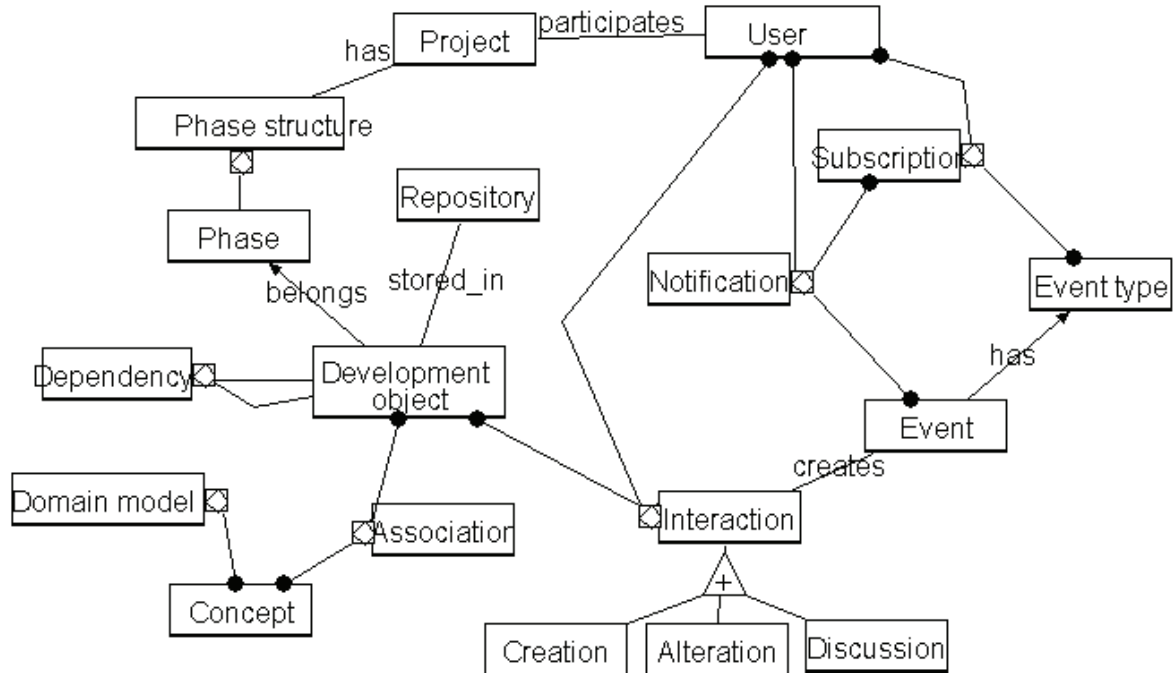 participates
Project
User
has
Phase structure
Subscription
Repository
Phase
Notification
Event type
belongs
stored_in
has
Dependency
Development
object
Event
creates
Domain model
Association
Interaction
+
Concept
Creation
Alteration
Discussion